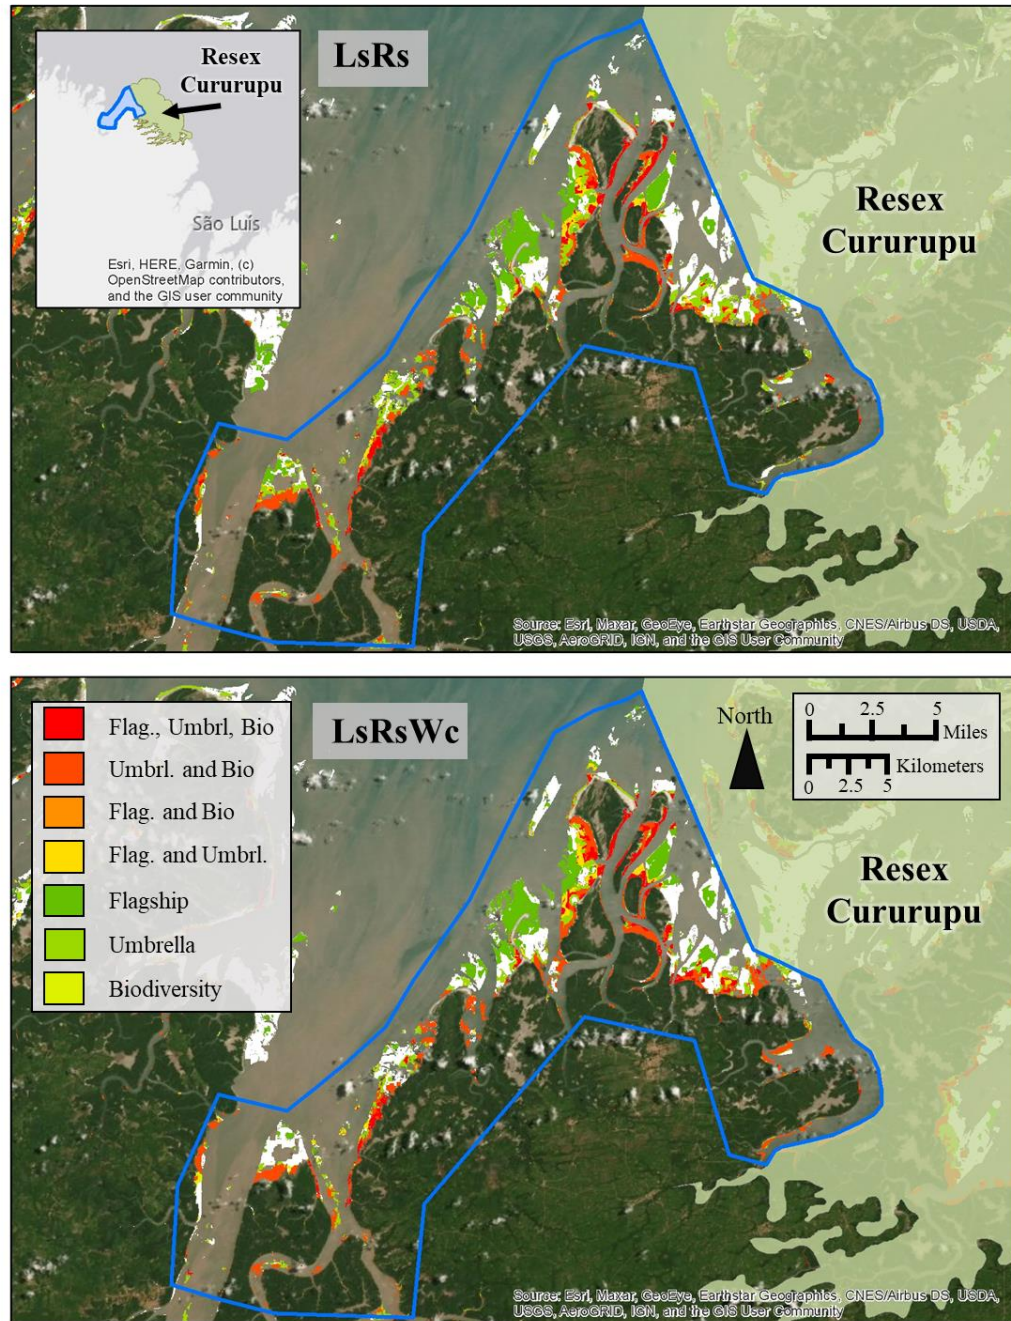 LsRs
Resex
Cururupu
São Luís
Esri, HERE, Garmin, (c)
OpenStreetMap contributors,
and the GIS user community
Resex
Cururupu
Source: Esri, Maxar, GeoEye, Earthstar Geographics, CNES/Airbus DS, USDA,
USGS, AeroGRID, IGN, and the GIS User Community
LsRsWc
Flag., Umbrl, Bio
Umbrl. and Bio
Flag. and Bio
Flag. and Umbrl.
Flagship
Umbrella
Biodiversity
North
0 2.5 5
Miles
Kilometers
0 2.5 5
Resex
Cururupu
Source: Esri, Maxar, GeoEye, Earthstar Geographics, CNES/Airbus DS, USDA,
USGS, AeroGRID, IGN, and the GIS User Community